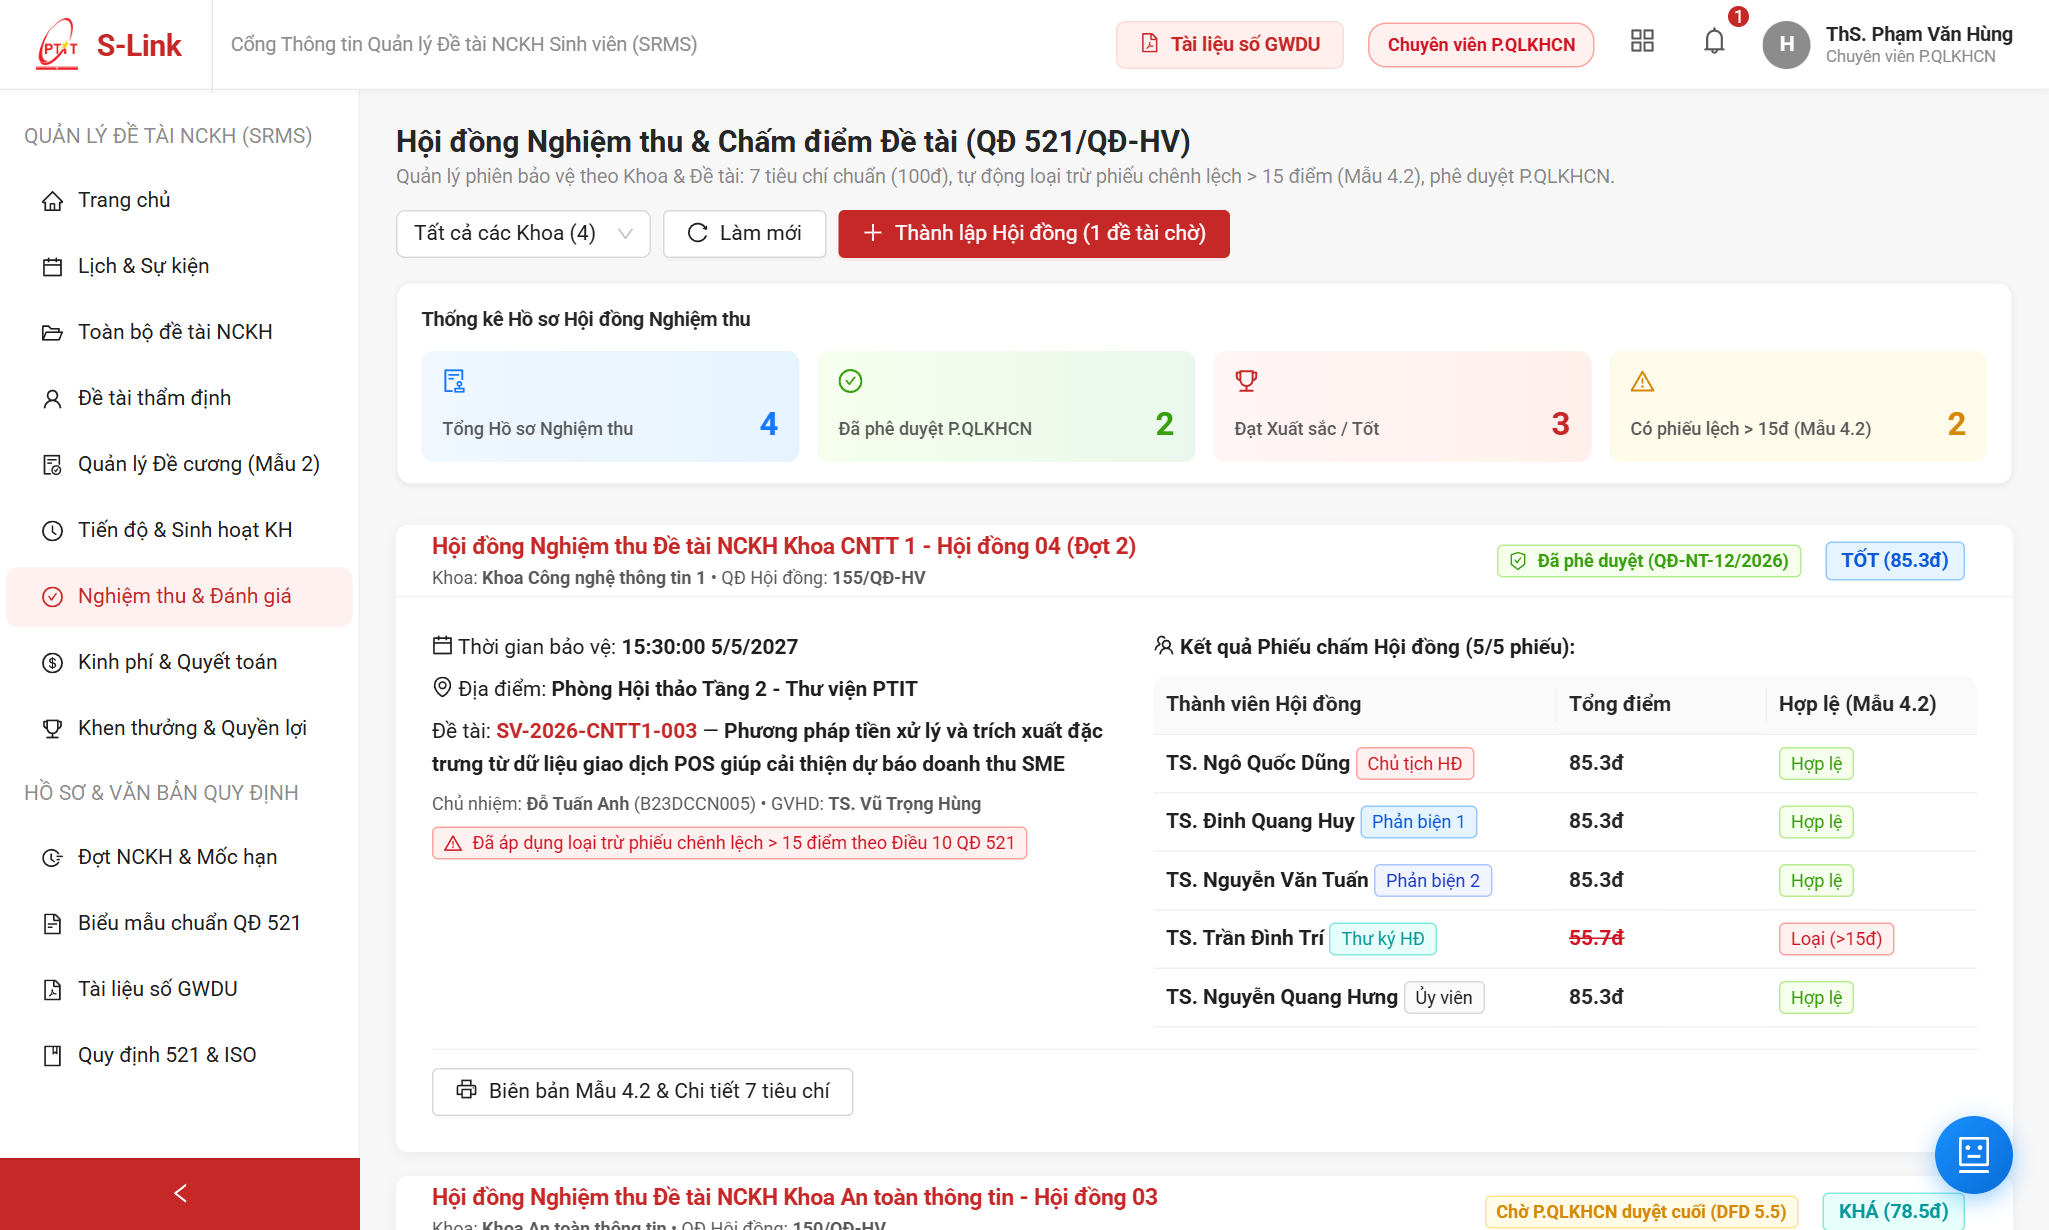 PTIT
S-Link
Cổng Thông tin Quản lý Đề tài NCKH Sinh viên (SRMS)
Tài liệu số GWDU
Chuyên viên P.QLKHCN
1
H
ThS. Phạm Văn Hùng
Chuyên viên P.QLKHCN
QUẢN LÝ ĐỀ TÀI NCKH (SRMS)
Trang chủ
Lịch & Sự kiện
Toàn bộ đề tài NCKH
Đề tài thẩm định
Quản lý Đề cương (Mẫu 2)
Tiến độ & Sinh hoạt KH
Nghiệm thu & Đánh giá
Kinh phí & Quyết toán
Khen thưởng & Quyền lợi
HỒ SƠ & VĂN BẢN QUY ĐỊNH
Đợt NCKH & Mốc hạn
Biểu mẫu chuẩn QĐ 521
Tài liệu số GWDU
Quy định 521 & ISO
Hội đồng Nghiệm thu & Chấm điểm Đề tài (QĐ 521/QĐ-HV)
Quản lý phiên bảo vệ theo Khoa & Đề tài: 7 tiêu chí chuẩn (100đ), tự động loại trừ phiếu chênh lệch > 15 điểm (Mẫu 4.2), phê duyệt P.QLKHCN.
Tất cả các Khoa (4)
Làm mới
Thành lập Hội đồng (1 đề tài chờ)
Thống kê Hồ sơ Hội đồng Nghiệm thu
Tổng Hồ sơ Nghiệm thu 4
Đã phê duyệt P.QLKHCN 2
Đạt Xuất sắc / Tốt 3
Có phiếu lệch > 15đ (Mẫu 4.2) 2
Hội đồng Nghiệm thu Đề tài NCKH Khoa CNTT 1 - Hội đồng 04 (Đợt 2)
Khoa: Khoa Công nghệ thông tin 1 • QĐ Hội đồng: 155/QĐ-HV
Đã phê duyệt (QĐ-NT-12/2026)
TỐT (85.3đ)
Thời gian bảo vệ: 15:30:00 5/5/2027
Địa điểm: Phòng Hội thảo Tầng 2 - Thư viện PTIT
Đề tài: SV-2026-CNTT1-003 — Phương pháp tiền xử lý và trích xuất đặc
trưng từ dữ liệu giao dịch POS giúp cải thiện dự báo doanh thu SME
Chủ nhiệm: Đỗ Tuấn Anh (B23DCCN005) • GVHD: TS. Vũ Trọng Hùng
Đã áp dụng loại trừ phiếu chênh lệch > 15 điểm theo Điều 10 QĐ 521
Kết quả Phiếu chấm Hội đồng (5/5 phiếu):
Thành viên Hội đồng Tổng điểm Hợp lệ (Mẫu 4.2)
TS. Ngô Quốc Dũng Chủ tịch HĐ 85.3đ Hợp lệ
TS. Đinh Quang Huy Phản biện 1 85.3đ Hợp lệ
TS. Nguyễn Văn Tuấn Phản biện 2 85.3đ Hợp lệ
TS. Trần Đình Trí Thư ký HĐ 55.7đ Loại (>15đ)
TS. Nguyễn Quang Hưng Ủy viên 85.3đ Hợp lệ
Biên bản Mẫu 4.2 & Chi tiết 7 tiêu chí
Hội đồng Nghiệm thu Đề tài NCKH Khoa An toàn thông tin - Hội đồng 03
Khoa: Khoa An toàn thông tin • QĐ Hội đồng: 150/QĐ-HV
Chờ P.QLKHCN duyệt cuối (DFD 5.5)
KHÁ (78.5đ)